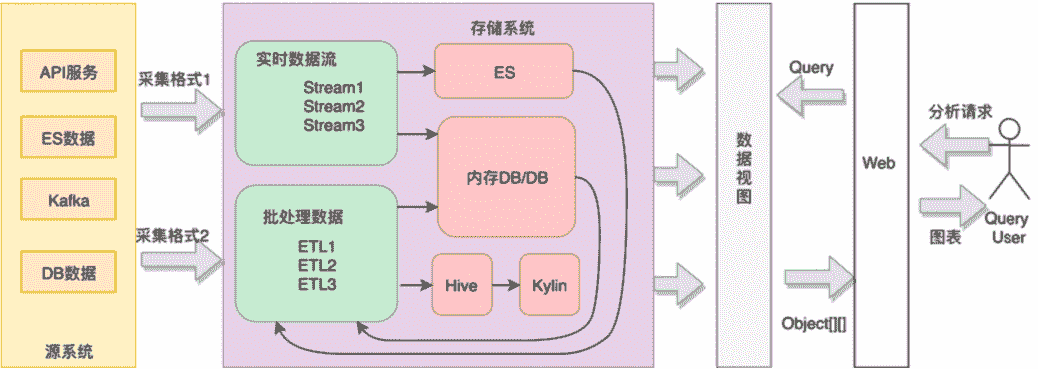 API服务
ES数据
Kafka
DB数据
源系统
采集格式1
采集格式2
存储系统
实时数据流
Stream1
Stream2
Stream3
批处理数据
ETL1
ETL2
ETL3
ES
内存DB/DB
Hive
Kylin
数
据
视
图
Query
Object[][]
Web
分析请求
图表
Query
User